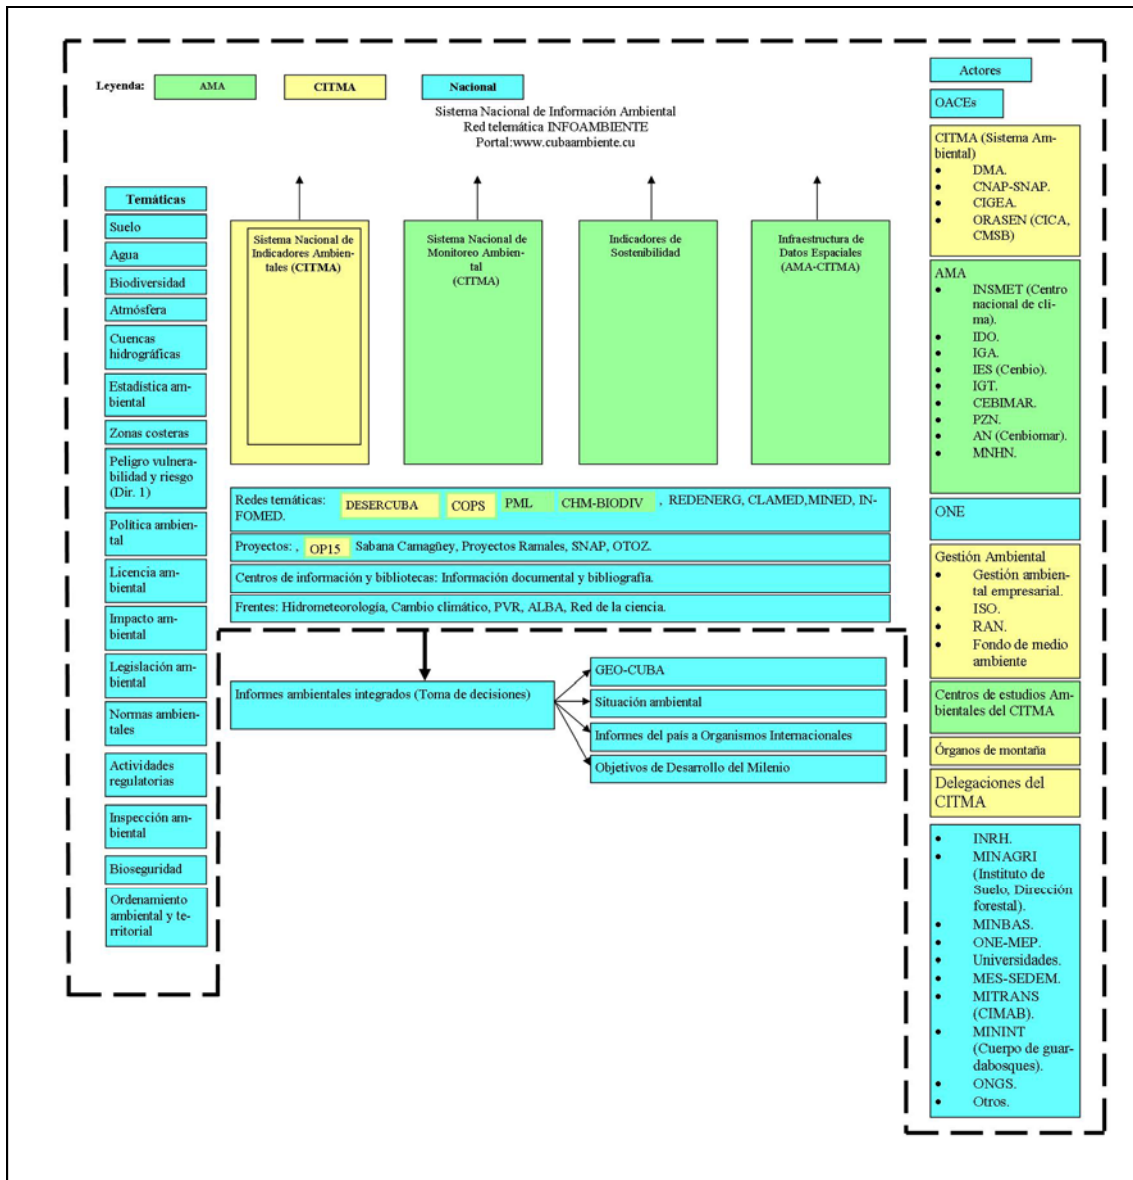 Leyenda:
AMA
CITMA
Nacional
Sistema Nacional de Información Ambiental
Red telemática INFOAMBIENTE
Portal:www.cubaambiente.cu
Temáticas
Suelo
Agua
Biodiversidad
Atmósfera
Cuencas
hidrográficas
Estadística am-
biental
Zonas costeras
Peligro vulnera-
bilidad y riesgo
(Dir. 1)
Política ambien-
tal
Licencia am-
biental
Impacto am-
biental
Legislación am-
biental
Normas ambien-
tales
Actividades
regulatorias
Inspección am-
biental
Bioseguridad
Ordenamiento
ambiental y te-
rritorial
Sistema Nacional de
Indicadores Ambien-
tales (CITMA)
Sistema Nacional de
Monitoreo Ambien-
tal
(CITMA)
Indicadores de
Sostenibilidad
Infraestructura de
Datos Espaciales
(AMA-CITMA)
Redes temáticas: DESERCUBA COPS PML CHM-BIODIV , REDENERG, CLAMED,MINED, IN-
FOMED.
Proyectos: , OP15 Sabana Camagüey, Proyectos Ramales, SNAP, OTOZ.
Centros de información y bibliotecas: Información documental y bibliografía.
Frentes: Hidrometeorología, Cambio climático, PVR, ALBA, Red de la ciencia.
Informes ambientales integrados (Toma de decisiones)
GEO-CUBA
Situación ambiental
Informes del país a Organismos Internacionales
Objetivos de Desarrollo del Milenio
Actores
OACEs
CITMA (Sistema Am-
biental)
• DMA.
• CNAP-SNAP.
• CIGEA.
• ORASEN (CICA,
CMSB)
AMA
• INSMET (Centro
nacional de cli-
ma).
• IDO.
• IGA.
• IES (Cenbio).
• IGT.
• CEBIMAR.
• PZN.
• AN (Cenbiomar).
• MNHN.
ONE
Gestión Ambiental
• Gestión ambien-
tal empresarial.
• ISO.
• RAN.
• Fondo de medio
ambiente
Centros de estudios Am-
bientales del CITMA
Órganos de montaña
Delegaciones del
CITMA
• INRH.
• MINAGRI
(Instituto de
Suelo, Dirección
forestal).
• MINBAS.
• ONE-MEP.
• Universidades.
• MES-SEDEM.
• MITRANS
(CIMAB).
• MININT
(Cuerpo de guar-
dabosques).
• ONGS.
• Otros.